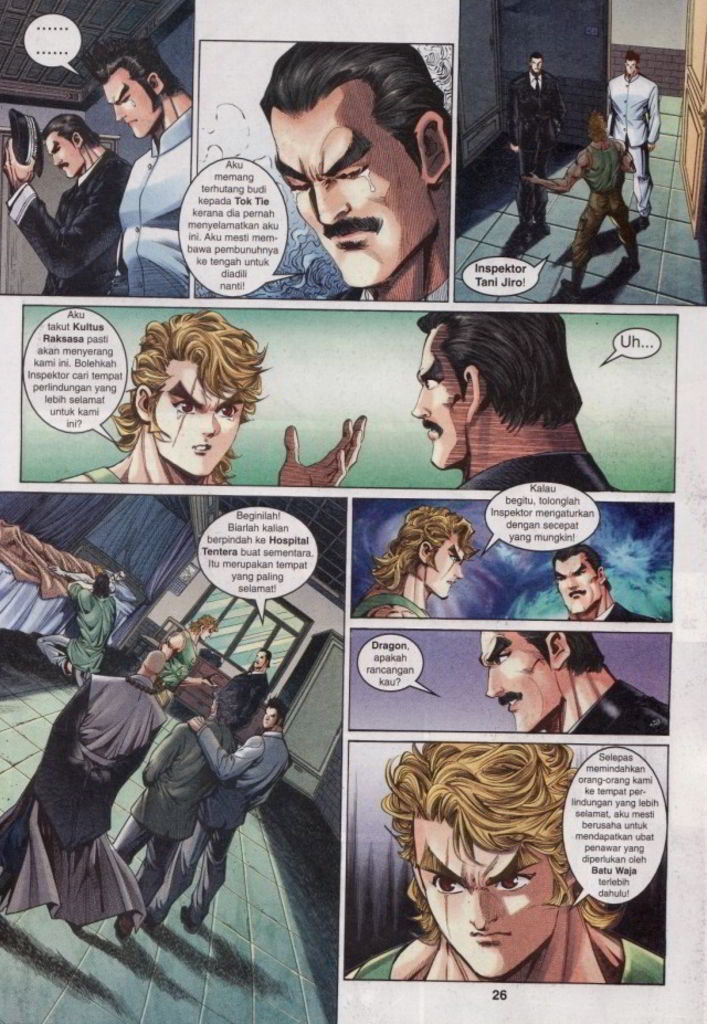 ......
......
Aku
memang
terhutang budi
kepada
Tok Tie
kerana dia pernah
menyelamatkan aku
ini. Aku mesti mem-
bawa pembunuhnya
ke tengah untuk
diadili
nanti!
Inspektor
Tani Jiro!
Aku
takut Kultus
Raksasa pasti
akan menyerang
kami ini. Bolehkah
Inspektor cari tempat
perlindungan yang
lebih selamat
untuk kami
ini?
Uh...
Beginilah!
Biarlah kalian
berpindah ke Hospital
Tentera buat sementara.
Itu merupakan tempat
yang paling
selamat!
Kalau
begitu, tolonglah
Inspektor mengaturkan
dengan secepat
yang mungkin!
Dragon,
apakah
rancangan
kau?
Selepas
memindahkan
orang-orang kami
ke tempat per-
lindungan yang lebih
selamat, aku mesti
berusaha untuk
mendapatkan ubat
penawar yang
diperlukan oleh
Batu Waja
terlebih
dahulu!
26